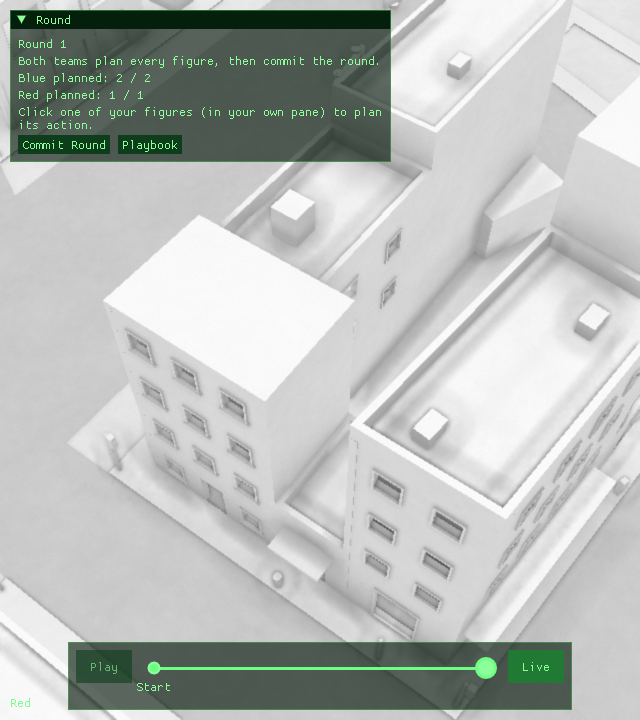 Round
Round 1
Both teams plan every figure, then commit the round.
Blue planned: 2 / 2
Red planned: 1 / 1
Click one of your figures (in your own pane) to plan
its action.
Commit Round Playbook
Play Live
Start
Red